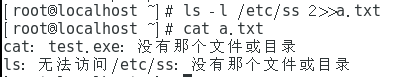 [root@localhost ~]# ls -l /etc/ss 2>>a.txt
[root@localhost ~]# cat a.txt
cat: test.exe: 没有那个文件或目录
ls: 无法访问/etc/ss: 没有那个文件或目录